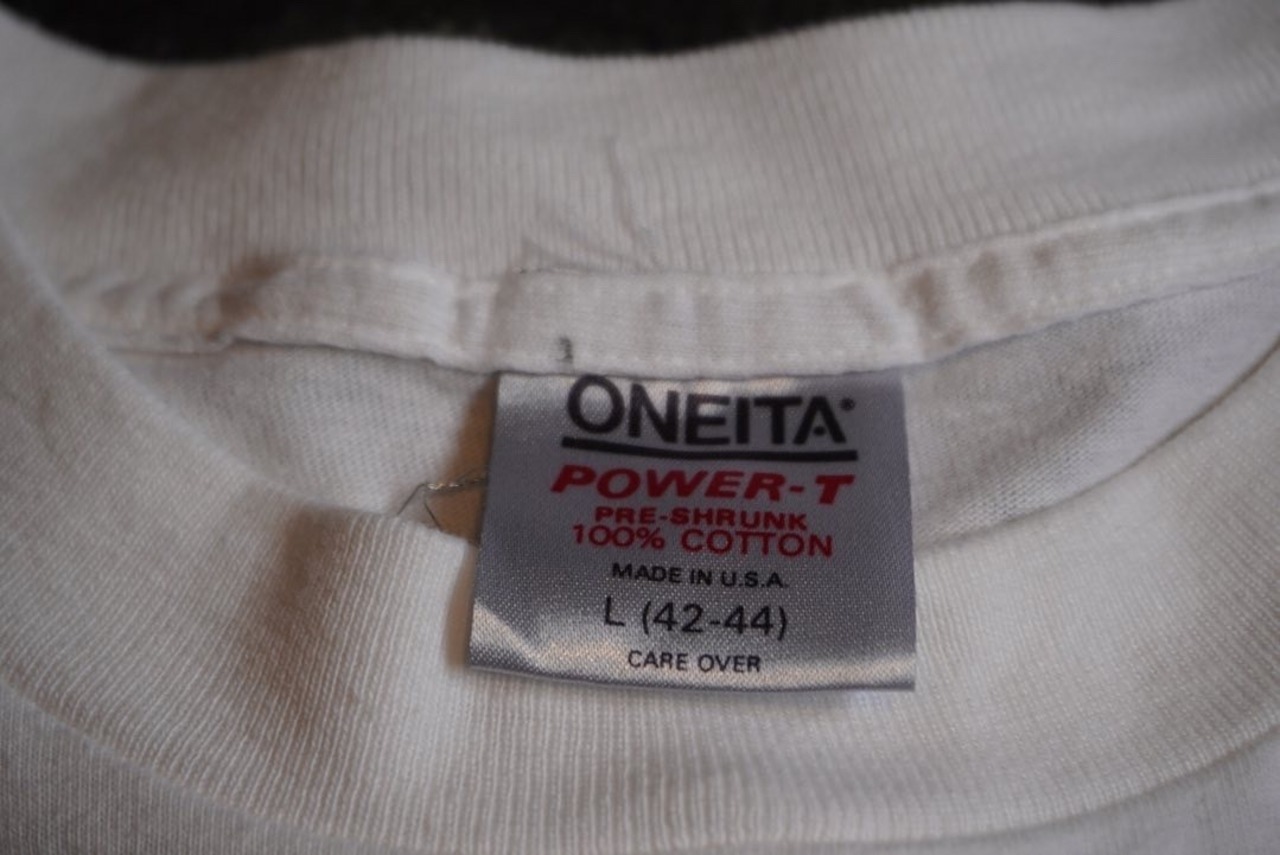 ONEITA®
POWER-T
PRE-SHRUNK
100% COTTON
MADE IN U.S.A.
L (42-44)
CARE OVER